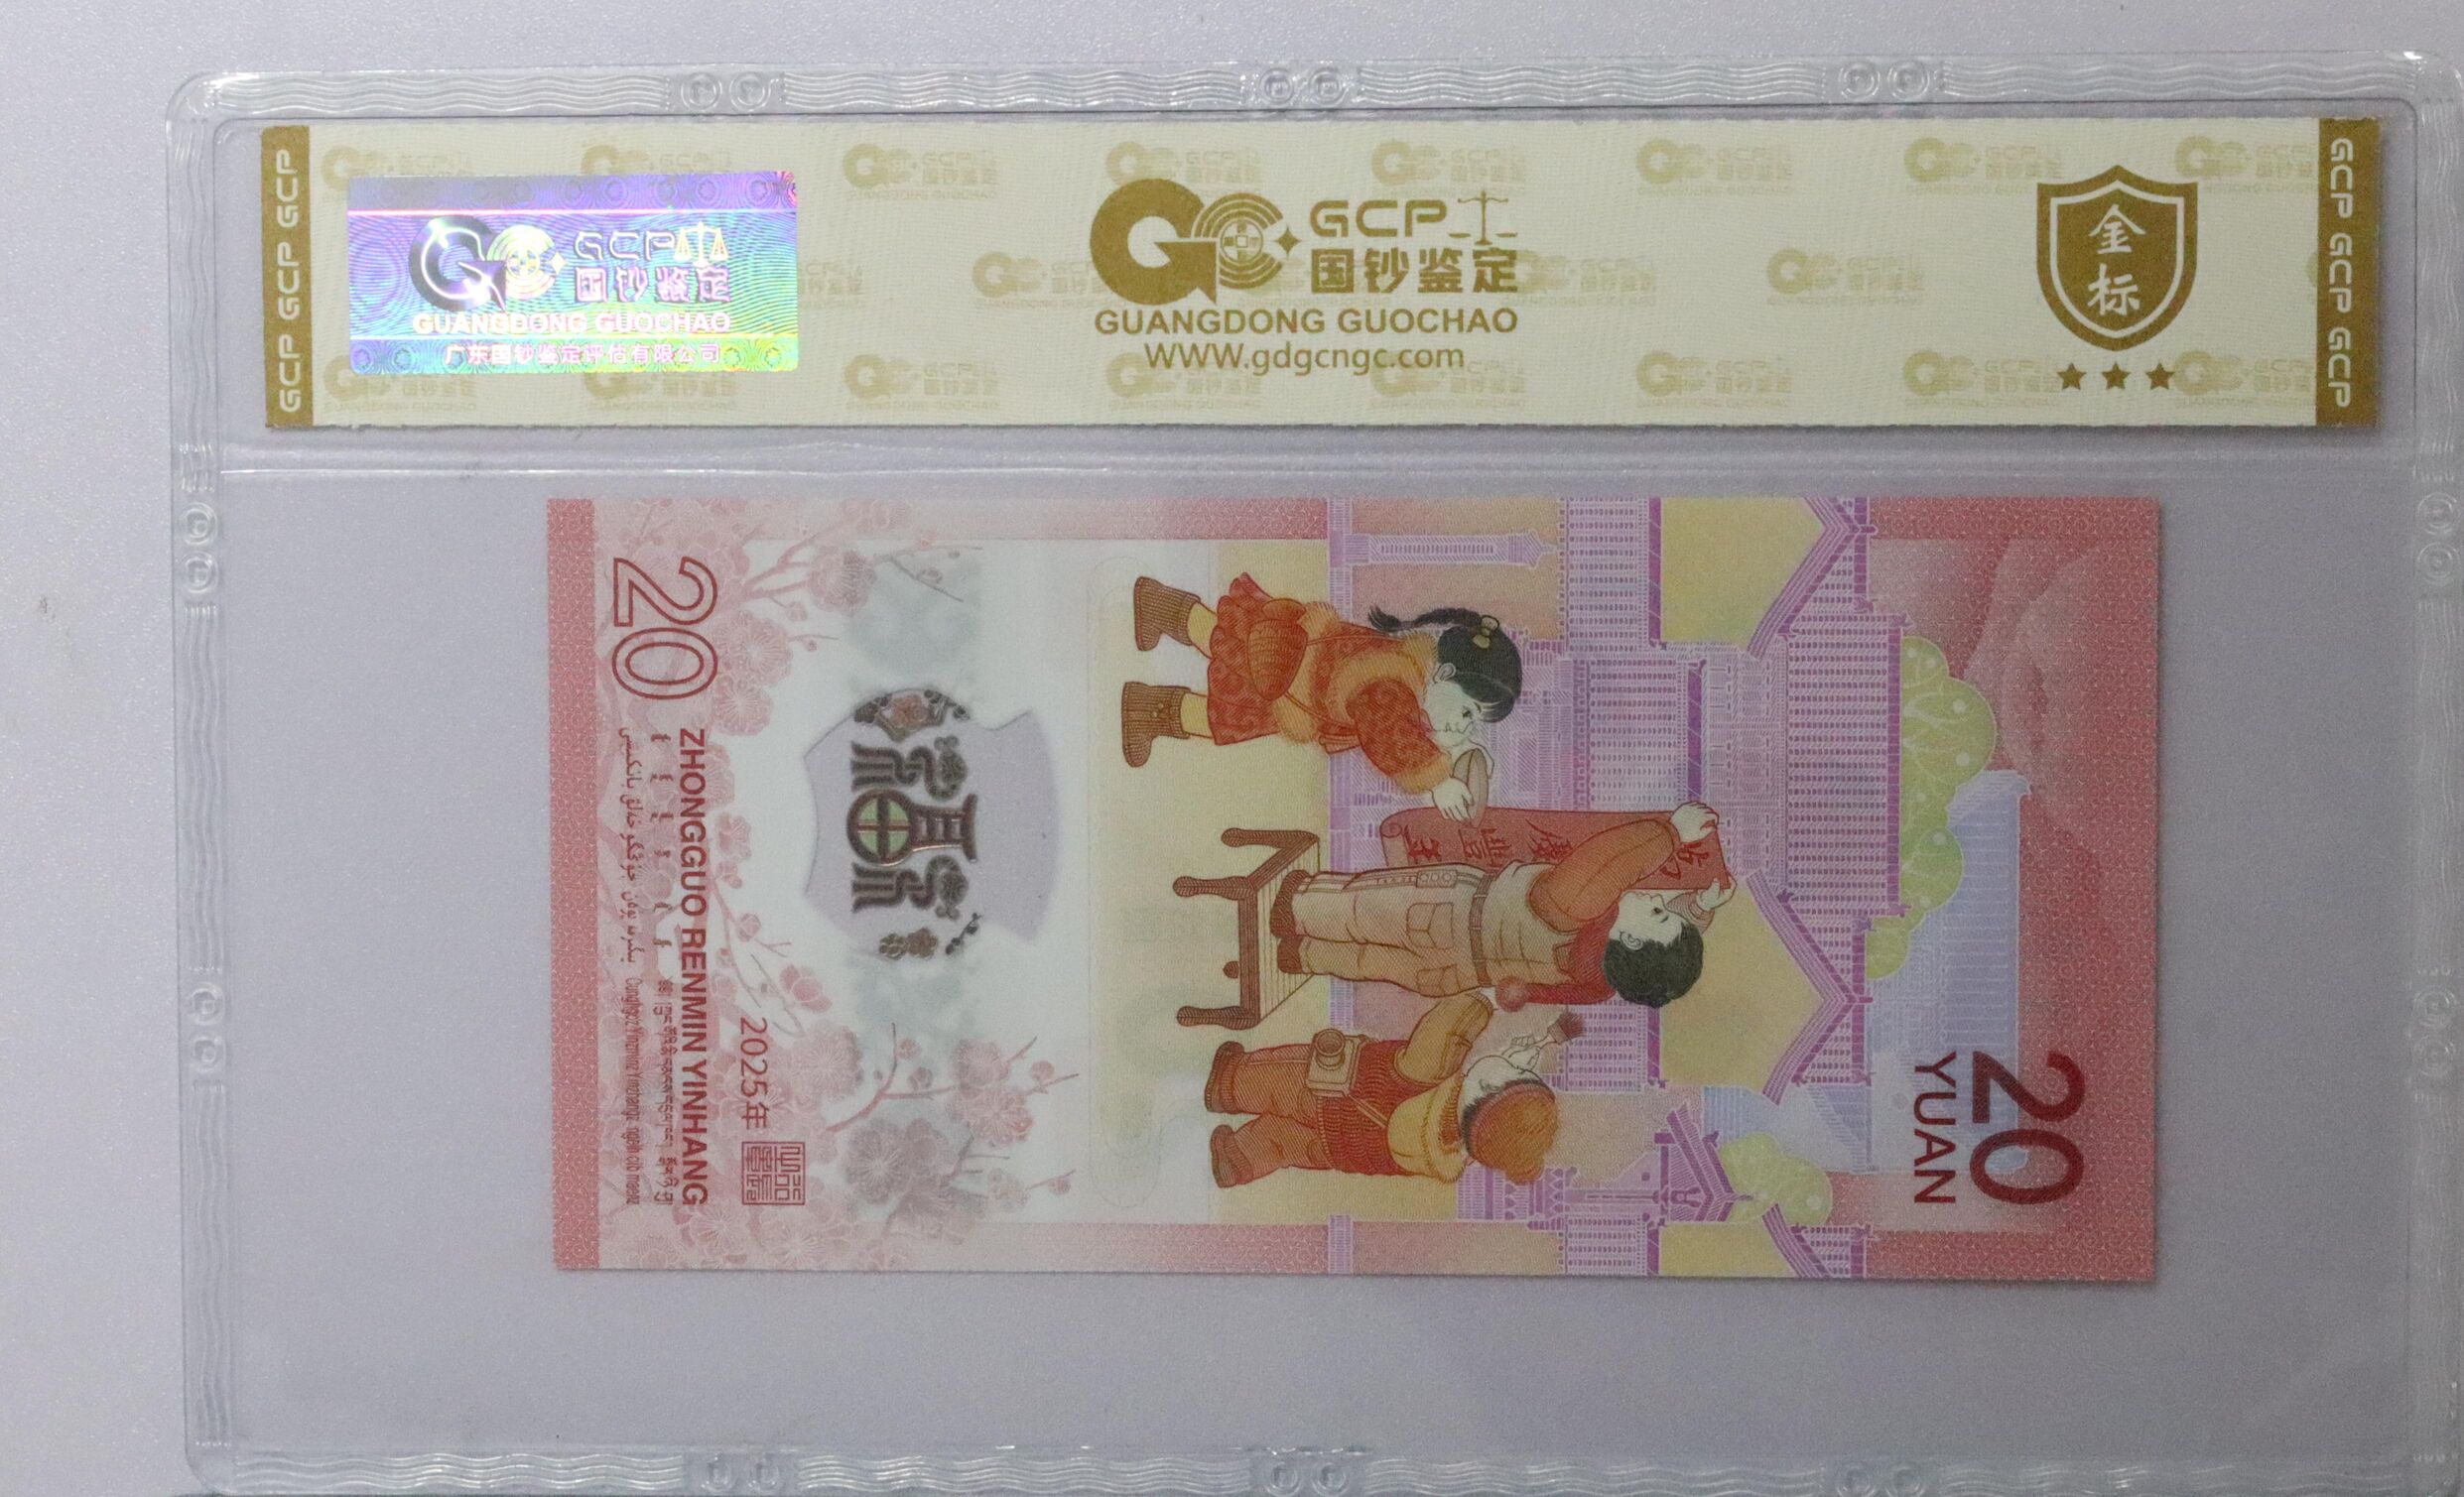 GCP GCP GCP
GCP
国钞鉴定
GUANGDONG GUOCHAO
广东国钞鉴定评估有限公司
GCP
国钞鉴定
GUANGDONG GUOCHAO
WWW.gdgcngc.com
金
标
GCP GCP GCP
20
YUAN
20
ZHONGGUO RENMIN YINHANG
2025年